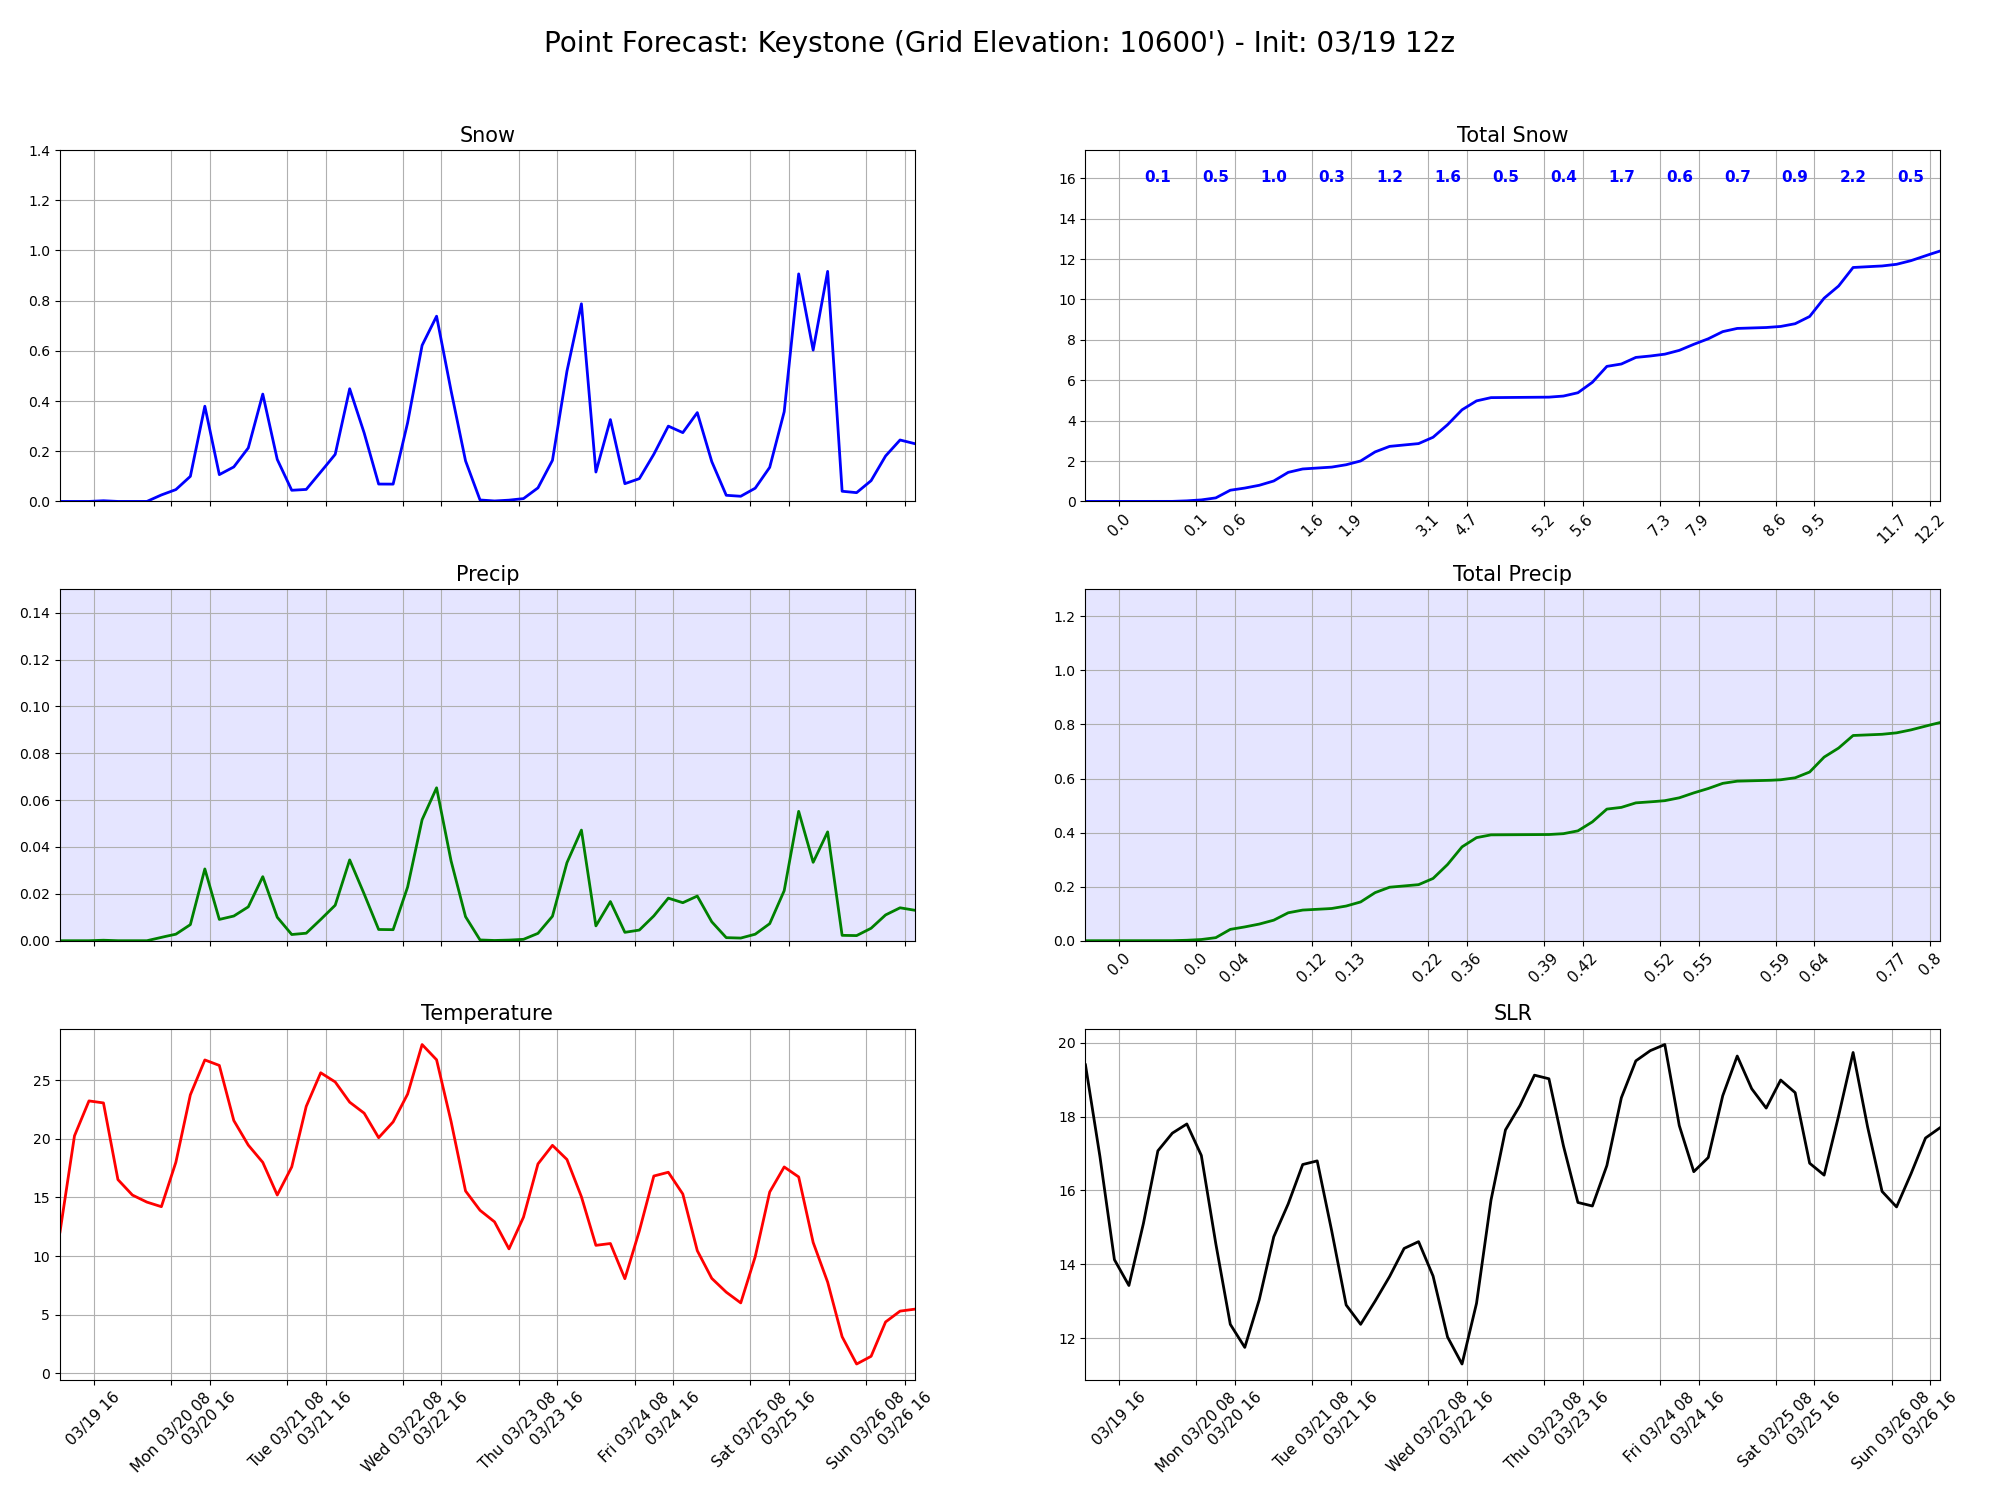 Point Forecast: Keystone (Grid Elevation: 10600') - Init: 03/19 12z
Snow
1.4
1.2
1.0
0.8
0.6
0.4
0.2
0.0
Total Snow
0.1 0.5 1.0 0.3 1.2 1.6 0.5 0.4 1.7 0.6 0.7 0.9 2.2 0.5
16
14
12
10
8
6
4
2
0
0.0 0.1 0.6 1.6 1.9 3.1 4.7 5.2 5.6 7.3 7.9 8.6 9.5 11.7 12.2
Precip
0.14
0.12
0.10
0.08
0.06
0.04
0.02
0.00
Total Precip
1.2
1.0
0.8
0.6
0.4
0.2
0.0
0.0 0.0 0.04 0.12 0.13 0.22 0.36 0.39 0.42 0.52 0.55 0.59 0.64 0.77 0.8
Temperature
25
20
15
10
5
0
03/19 16
Mon 03/20 08
03/20 16
Tue 03/21 08
03/21 16
Wed 03/22 08
03/22 16
Thu 03/23 08
03/23 16
Fri 03/24 08
03/24 16
Sat 03/25 08
03/25 16
Sun 03/26 08
03/26 16
SLR
20
18
16
14
12
03/19 16
Mon 03/20 08
03/20 16
Tue 03/21 08
03/21 16
Wed 03/22 08
03/22 16
Thu 03/23 08
03/23 16
Fri 03/24 08
03/24 16
Sat 03/25 08
03/25 16
Sun 03/26 08
03/26 16